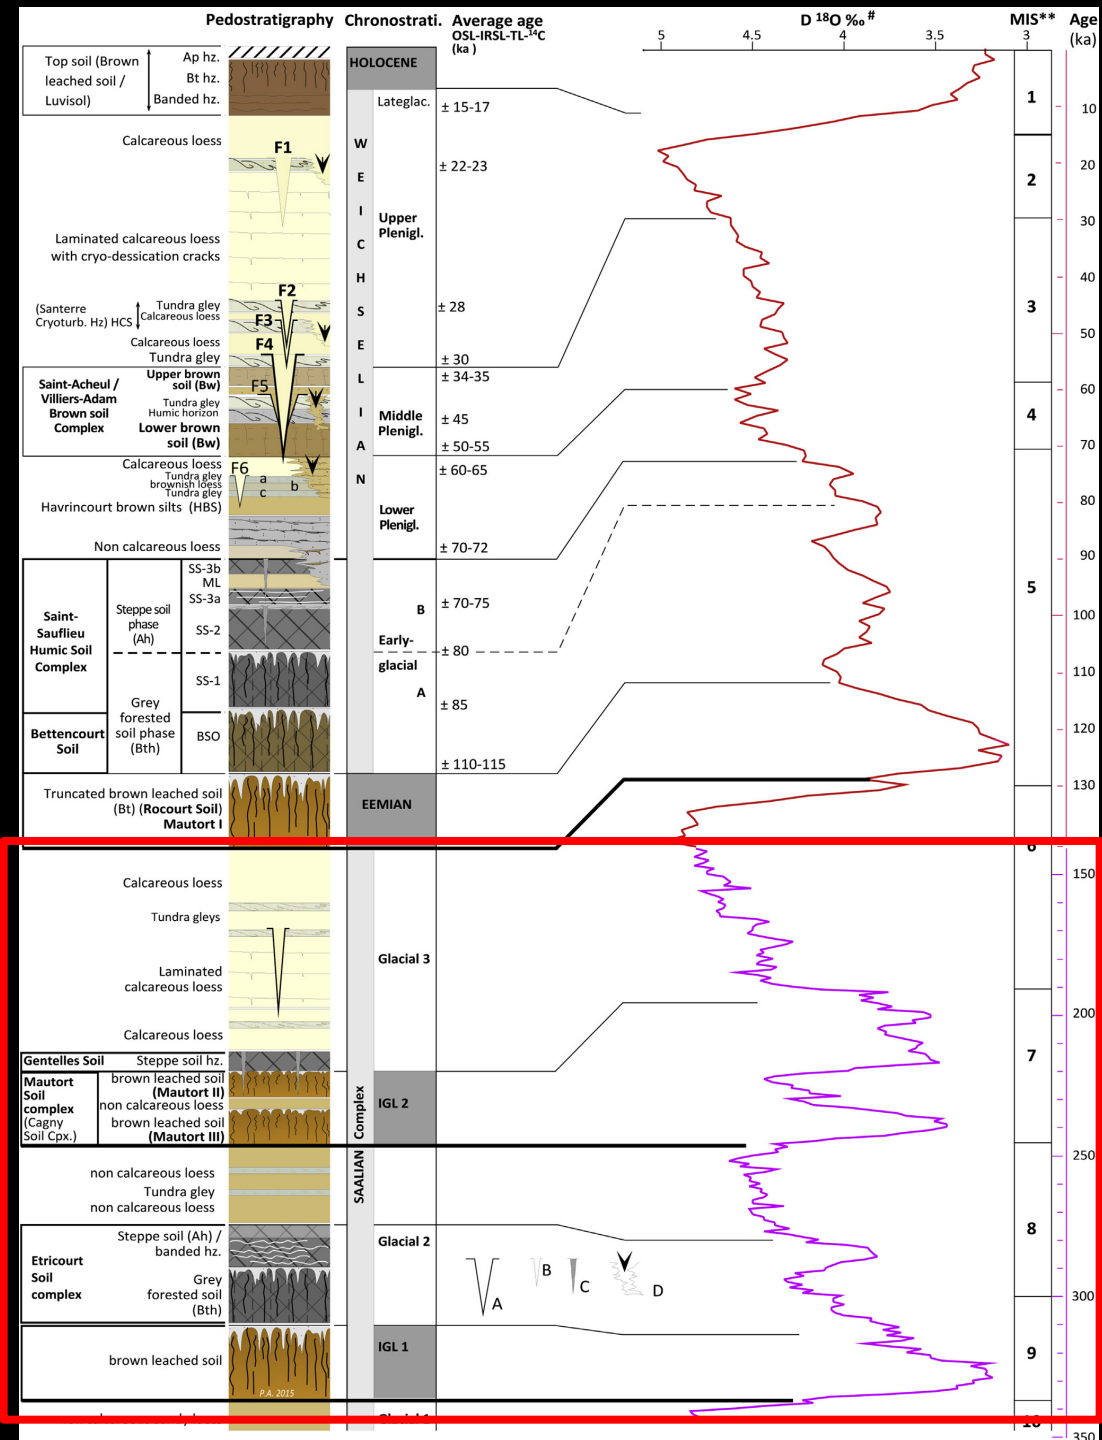 Pedostratigraphy Chronostrati. Average age
OSL-IRSL-TL-¹⁴C
(ka )
D ¹⁸O ‰ #
MIS** Age
(ka)
5 4.5 4 3.5 3
Top soil (Brown
leached soil /
Luvisol)
Ap hz.
Bt hz.
Banded hz.
Calcareous loess
Laminated calcareous loess
with cryo-dessication cracks
(Santerre
Cryoturb. Hz) HCS
Tundra gley
Calcareous loess
Calcareous loess
Tundra gley
Saint-Acheul /
Villiers-Adam
Brown soil
Complex
Upper brown
soil (Bw)
Tundra gley
Humic horizon
Lower brown
soil (Bw)
Calcareous loess
Tundra gley
brownish loess
Tundra gley
Havrincourt brown silts (HBS)
Non calcareous loess
Saint-
Sauflieu
Humic Soil
Complex
Steppe soil
phase
(Ah)
SS-3b
ML
SS-3a
SS-2
SS-1
Grey
forested
soil phase
(Bth)
Bettencourt
Soil
BSO
Truncated brown leached soil
(Bt) (Rocourt Soil)
Mautort I
Calcareous loess
Tundra gleys
Laminated
calcareous loess
Calcareous loess
Gentelles Soil
Steppe soil hz.
Mautort
Soil
complex
(Cagny
Soil Cpx.)
brown leached soil
(Mautort II)
non calcareous loess
brown leached soil
(Mautort III)
non calcareous loess
Tundra gley
non calcareous loess
Etricourt
Soil
complex
Steppe soil (Ah) /
banded hz.
Grey
forested soil
(Bth)
brown leached soil
F1
F2
F3
F4
F5
F6
a
b
c
P.A. 2015
HOLOCENE
WEICHSELIAN
Lateglac.
Upper
Plenigl.
Middle
Plenigl.
Lower
Plenigl.
B
Early-
glacial
A
EEMIAN
SAALIAN Complex
Glacial 3
IGL 2
Glacial 2
IGL 1
± 15-17
± 22-23
± 28
± 30
± 34-35
± 45
± 50-55
± 60-65
± 70-72
± 70-75
± 80
± 85
± 110-115
A
B
C
D
1
2
3
4
5
6
7
8
9
10
10
20
30
40
50
60
70
80
90
100
110
120
130
150
200
250
300
350